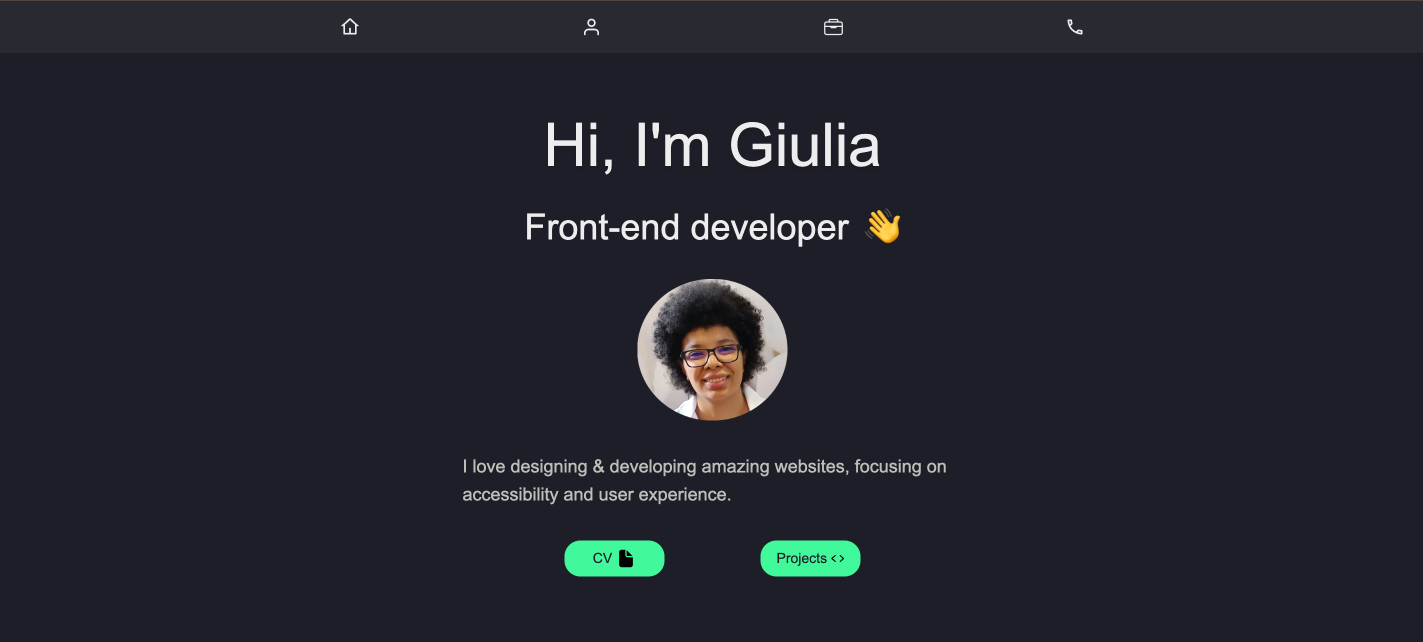 Hi, I'm Giulia
Front-end developer 👋
I love designing & developing amazing websites, focusing on
accessibility and user experience.
CV
Projects <>